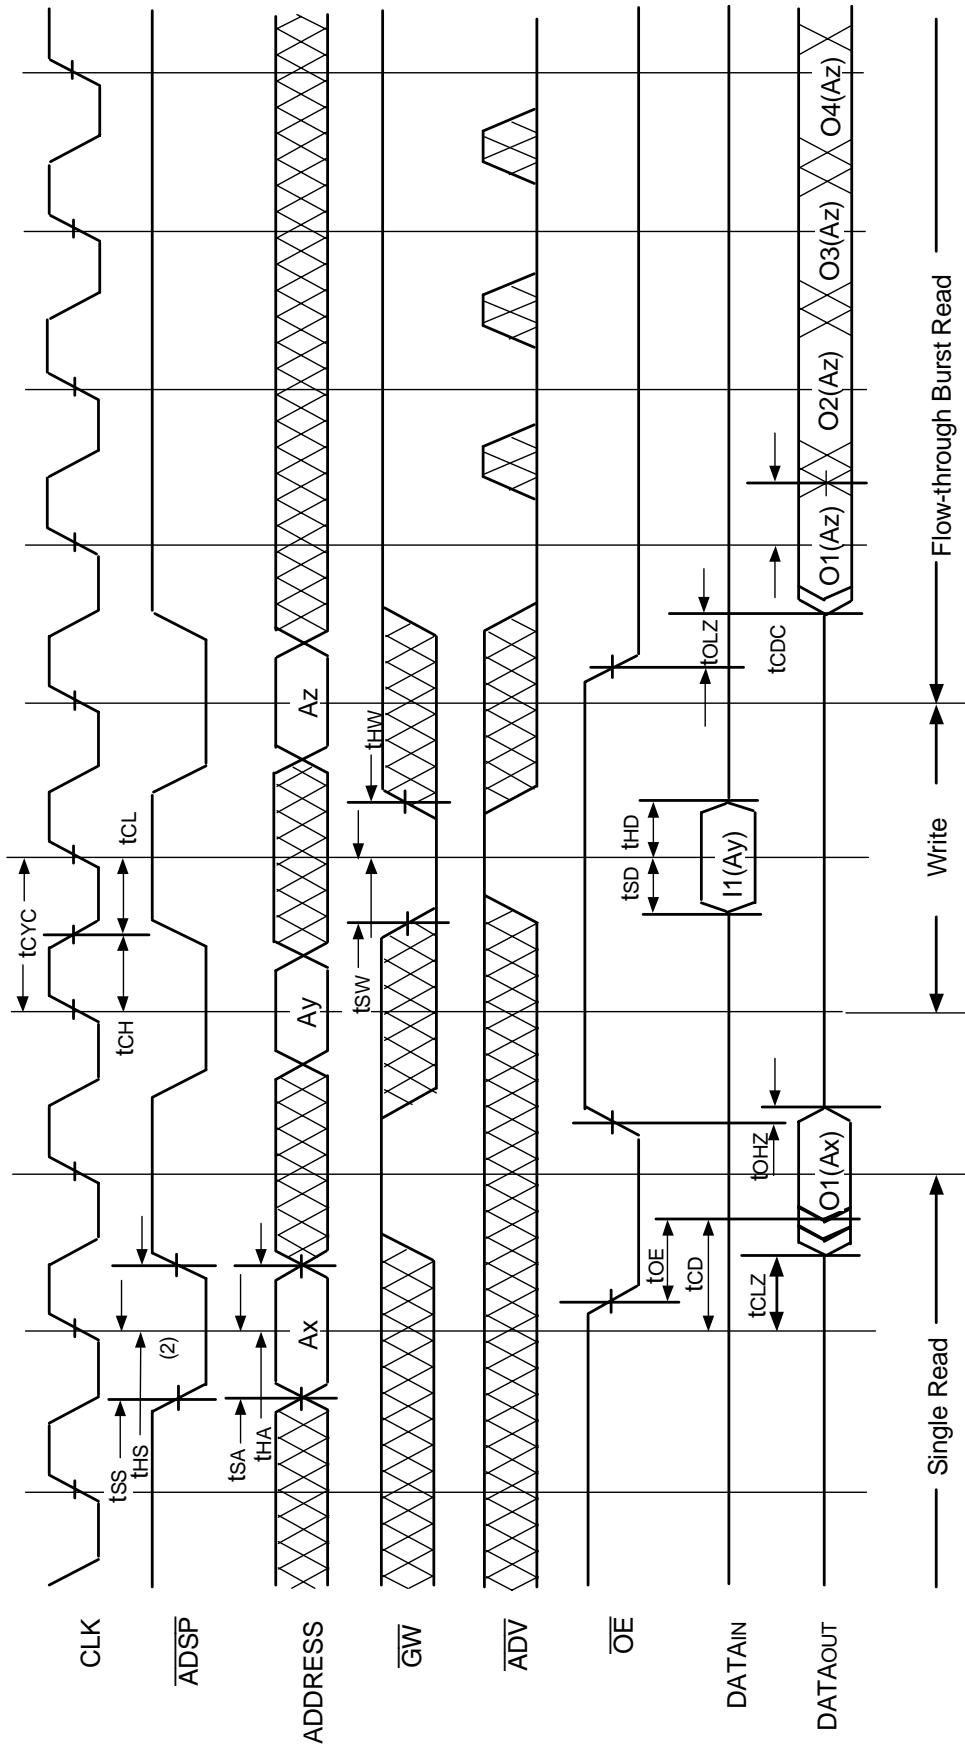 CLK
tCYC
tCH
tCL
tSS
tHS
(2)
ADSP
tSA
tHA
ADDRESS
Ax
Ay
Az
tSW
tHW
GW
ADV
OE
tOE
tOHZ
tOLZ
tSD
tHD
DATAIN
I1(Ay)
tCD
tCLZ
tCDC
DATAOUT
O1(Ax)
O1(Az)
O2(Az)
O3(Az)
O4(Az)
Single Read
Write
Flow-through Burst Read